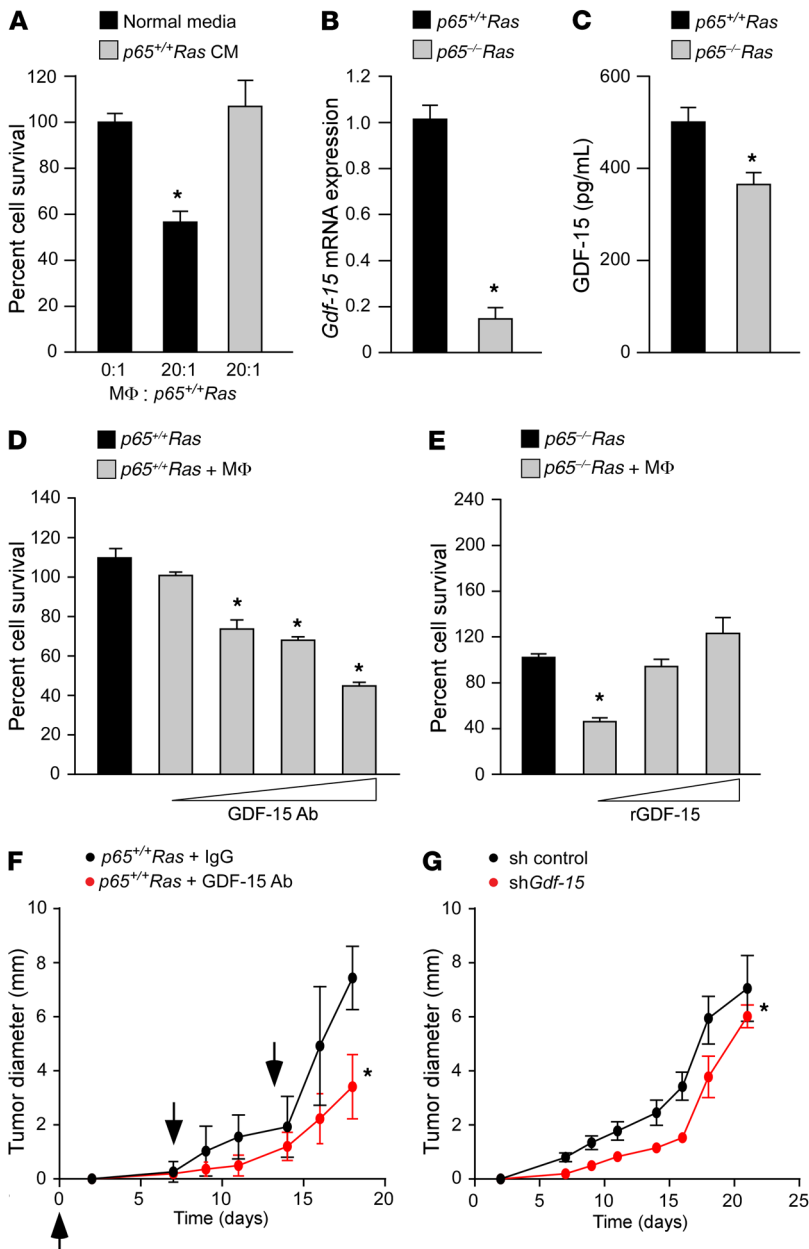 A
Normal media
p65+/+Ras CM
Percent cell survival
120
100
80
60
40
20
0
*
0:1 20:1 20:1
MΦ : p65+/+Ras
B
p65+/+Ras
p65–/–Ras
Gdf-15 mRNA expression
1.2
1.0
0.8
0.6
0.4
0.2
0
*
C
p65+/+Ras
p65–/–Ras
GDF-15 (pg/mL)
600
400
200
0
*
D
p65+/+Ras
p65+/+Ras + MΦ
Percent cell survival
140
120
100
80
60
40
20
0
* * *
GDF-15 Ab
E
p65–/–Ras
p65–/–Ras + MΦ
Percent cell survival
240
200
160
120
80
40
0
*
rGDF-15
F
p65+/+Ras + IgG
p65+/+Ras + GDF-15 Ab
Tumor diameter (mm)
10
8
6
4
2
0
*
0 5 10 15 20
Time (days)
G
sh control
shGdf-15
Tumor diameter (mm)
10
8
6
4
2
0
*
0 5 10 15 20 25
Time (days)